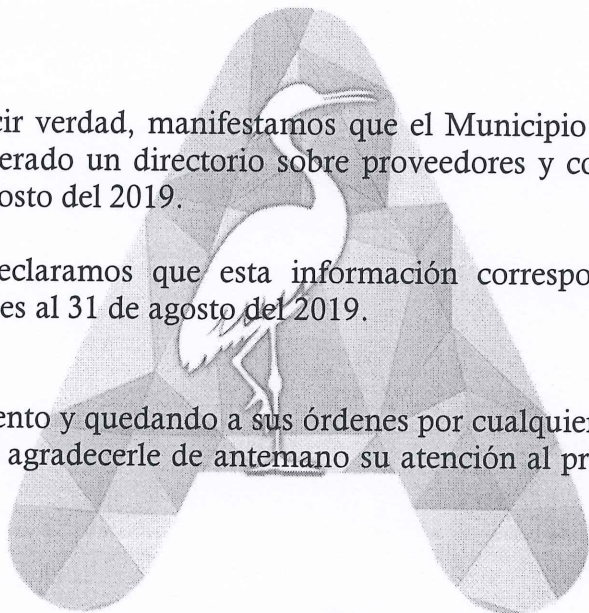 cir verdad, manifestamos que el Municipio
erado un directorio sobre proveedores y co
osto del 2019.
eclaramos que esta información correspo
es al 31 de agosto del 2019.
ento y quedando a sus órdenes por cualquier
agradecerle de antemano su atención al pr